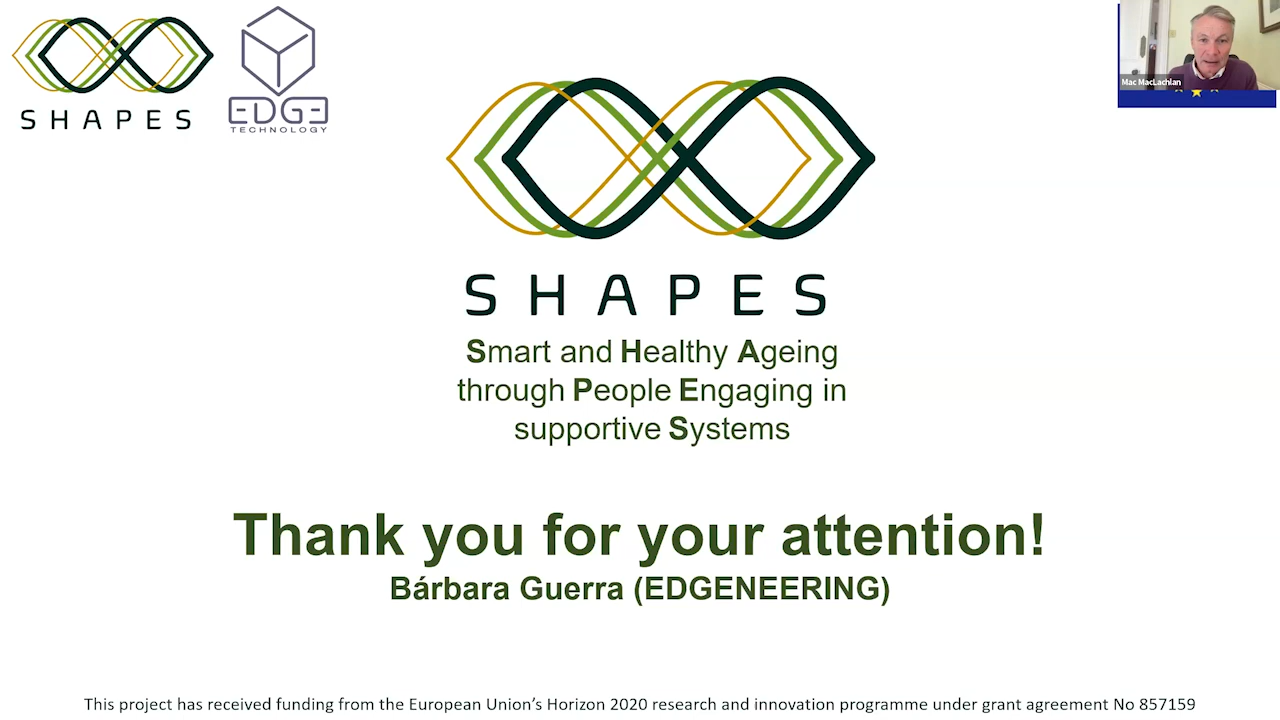 SHAPES
EDGE
TECHNOLOGY
Mac MacLachlan
SHAPES
Smart and Healthy Ageing
through People Engaging in
supportive Systems
Thank you for your attention!
Bárbara Guerra (EDGENEERING)
This project has received funding from the European Union’s Horizon 2020 research and innovation programme under grant agreement No 857159